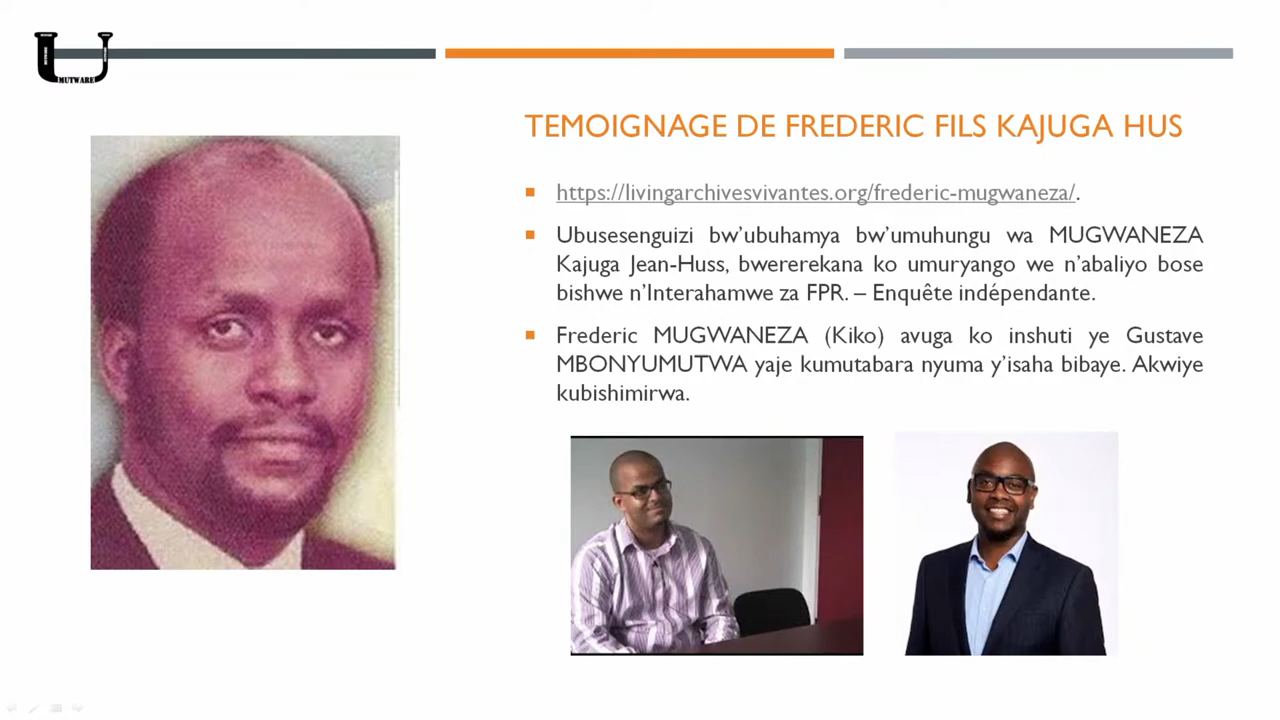 MUTWARE
TEMOIGNAGE DE FREDERIC FILS KAJUGA HUS
https://livingarchivesvivantes.org/frederic-mugwaneza/.
Ubusesenguizi bw’ubuhamya bw’umuhungu wa MUGWANEZA
Kajuga Jean-Huss, bwererekana ko umuryango we n’abaliyo bose
bishwe n’Interahamwe za FPR. – Enquête indépendante.
Frederic MUGWANEZA (Kiko) avuga ko inshuti ye Gustave
MBONYUMUTWA yaje kumutabara nyuma y’isaha bibaye. Akwiye
kubishimirwa.